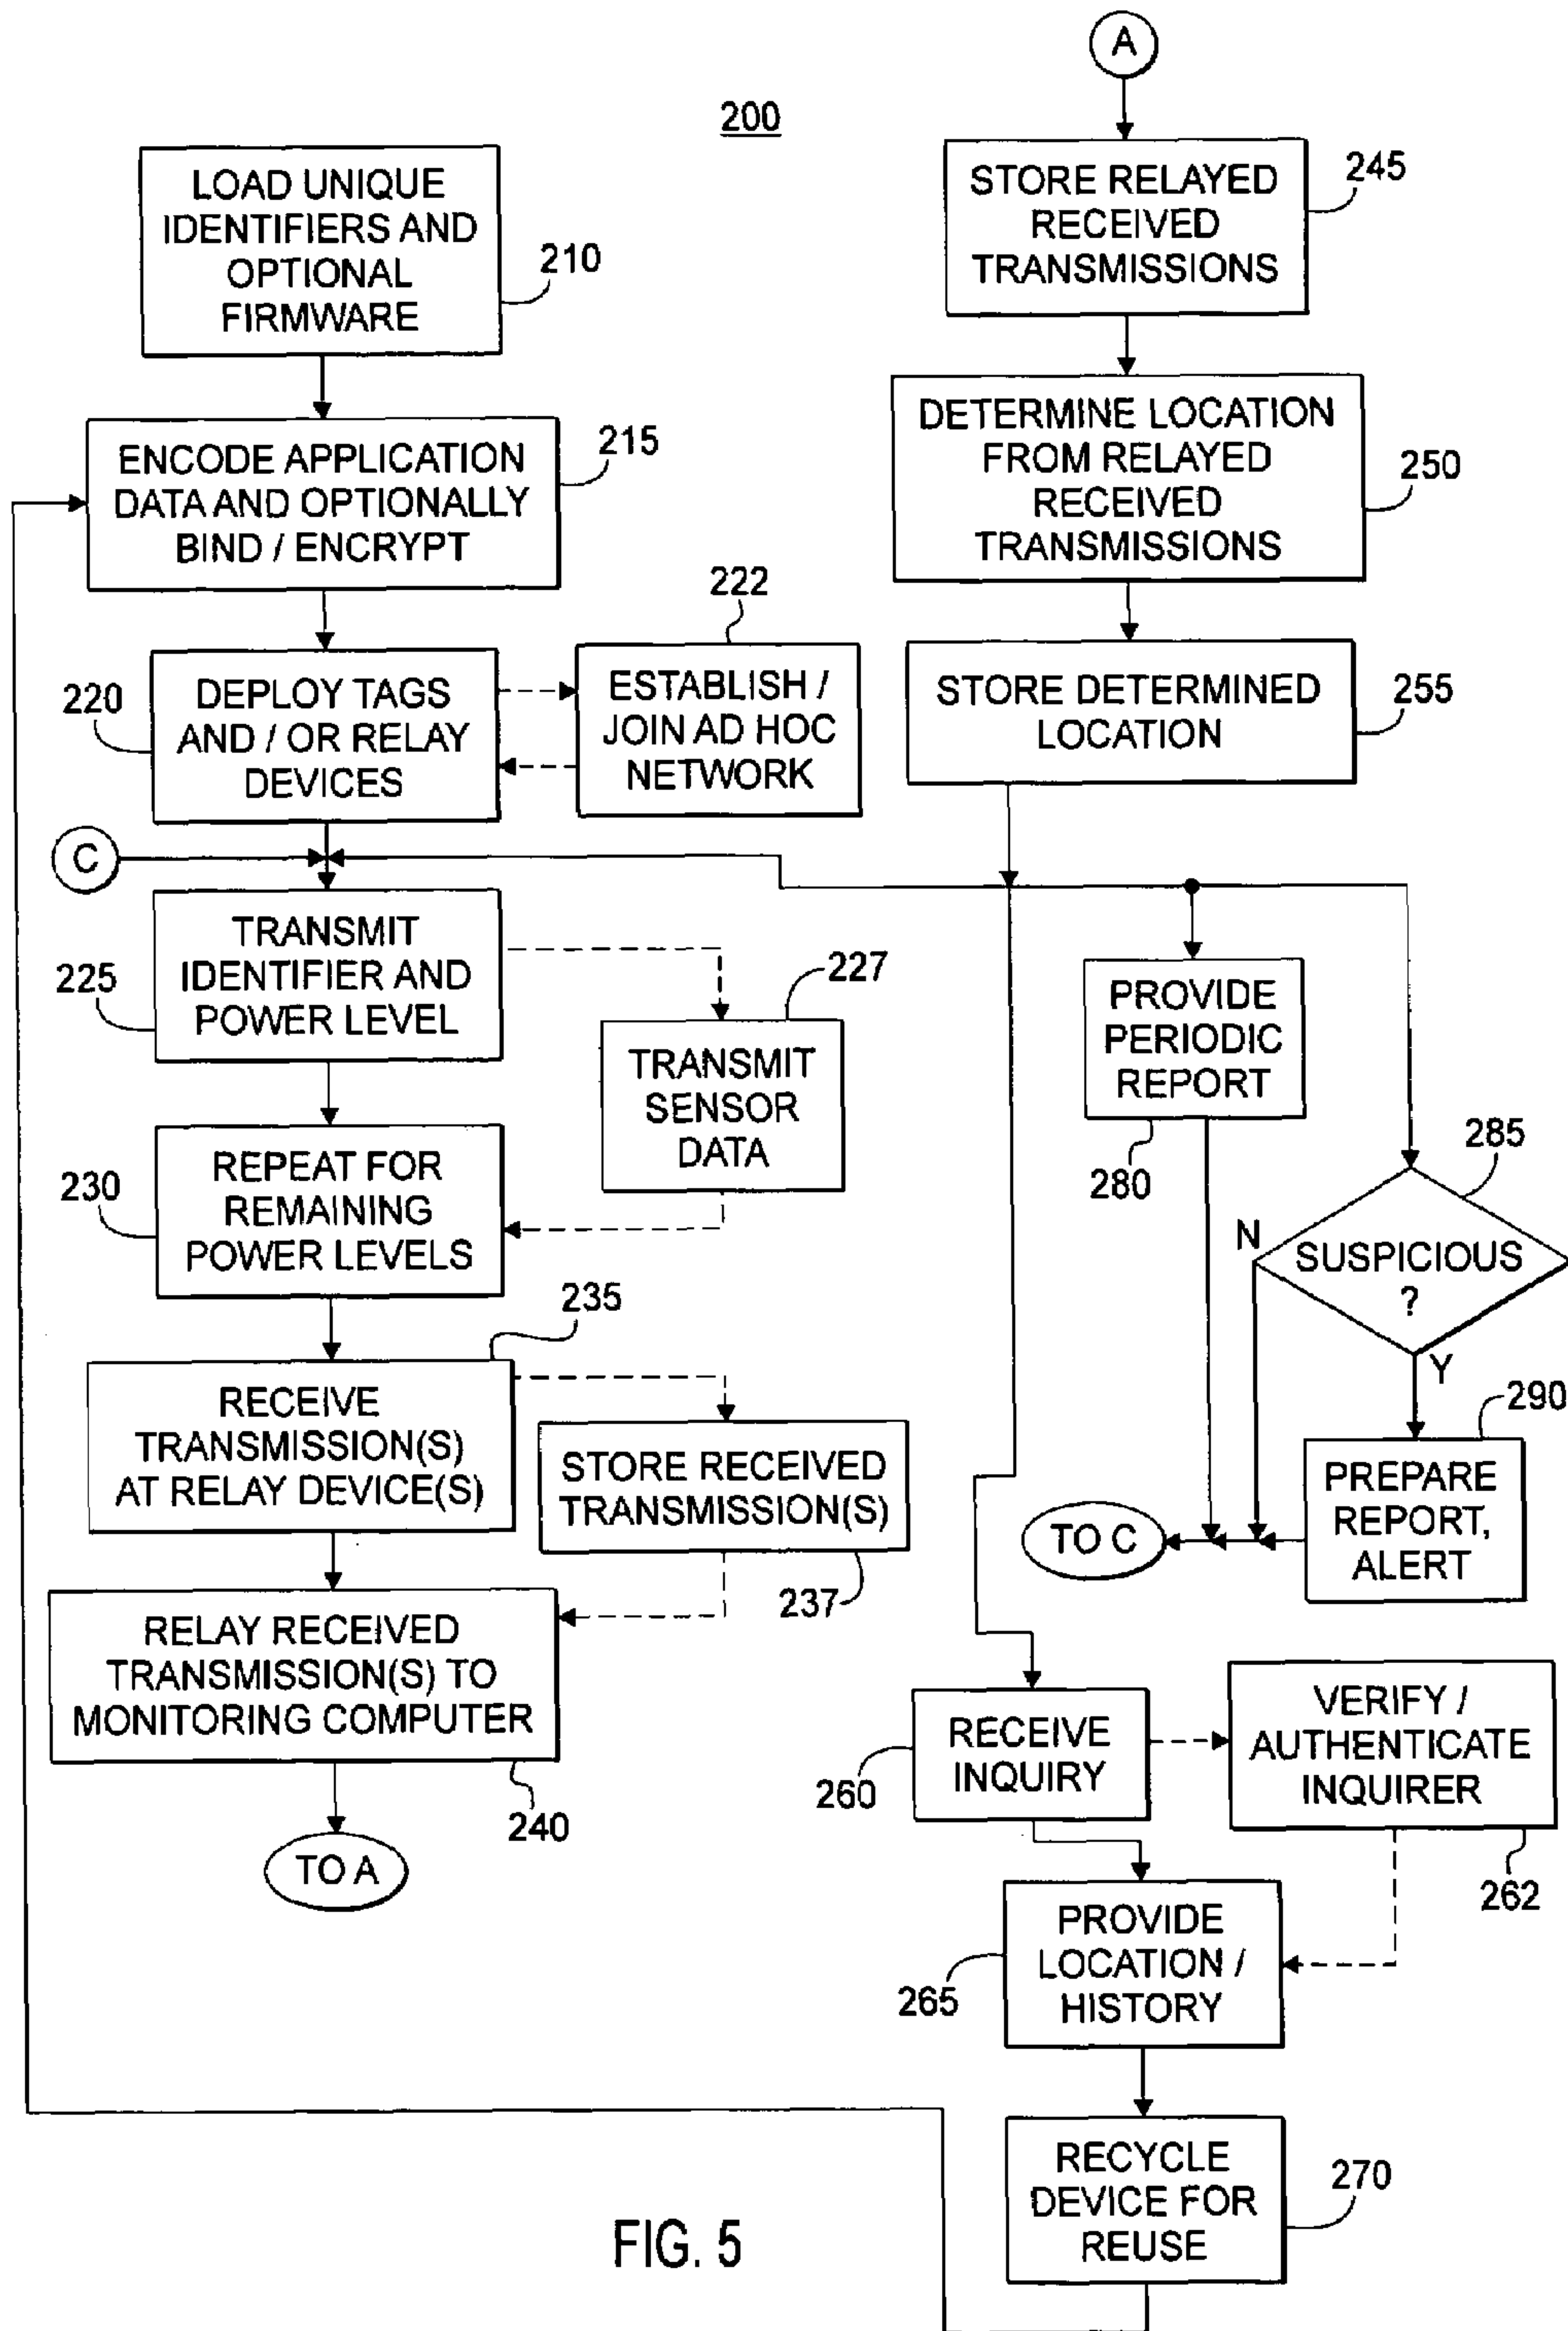 200
LOAD UNIQUE
IDENTIFIERS AND
OPTIONAL
FIRMWARE
210
ENCODE APPLICATION
DATA AND OPTIONALLY
BIND / ENCRYPT
215
DEPLOY TAGS
AND / OR RELAY
DEVICES
220
ESTABLISH /
JOIN AD HOC
NETWORK
222
C
TRANSMIT
IDENTIFIER AND
POWER LEVEL
225
TRANSMIT
SENSOR
DATA
227
REPEAT FOR
REMAINING
POWER LEVELS
230
RECEIVE
TRANSMISSION(S)
AT RELAY DEVICE(S)
235
STORE RECEIVED
TRANSMISSION(S)
237
RELAY RECEIVED
TRANSMISSION(S) TO
MONITORING COMPUTER
240
TO A
A
STORE RELAYED
RECEIVED
TRANSMISSIONS
245
DETERMINE LOCATION
FROM RELAYED
RECEIVED
TRANSMISSIONS
250
STORE DETERMINED
LOCATION
255
PROVIDE
PERIODIC
REPORT
280
SUSPICIOUS
?
285
N
Y
PREPARE
REPORT,
ALERT
290
TO C
RECEIVE
INQUIRY
260
VERIFY /
AUTHENTICATE
INQUIRER
262
PROVIDE
LOCATION /
HISTORY
265
RECYCLE
DEVICE FOR
REUSE
270
FIG. 5